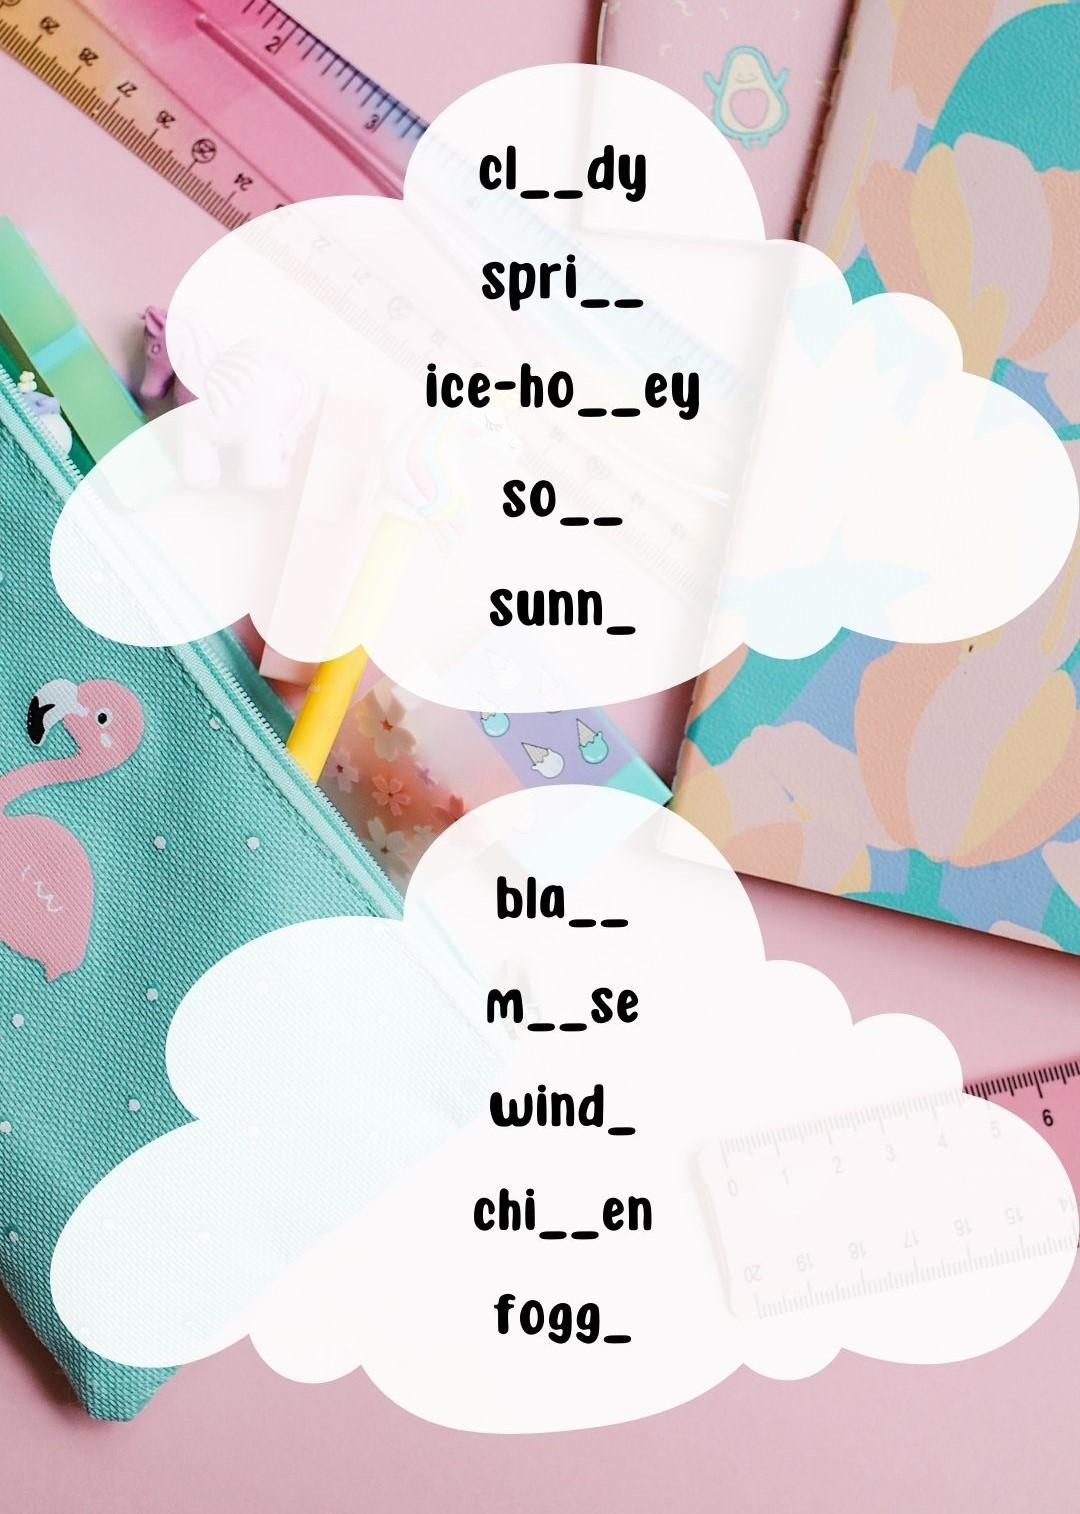 cl__dy
spri__
ice-ho__ey
so__
sunn_
bla__
m__se
wind_
chi__en
fogg_